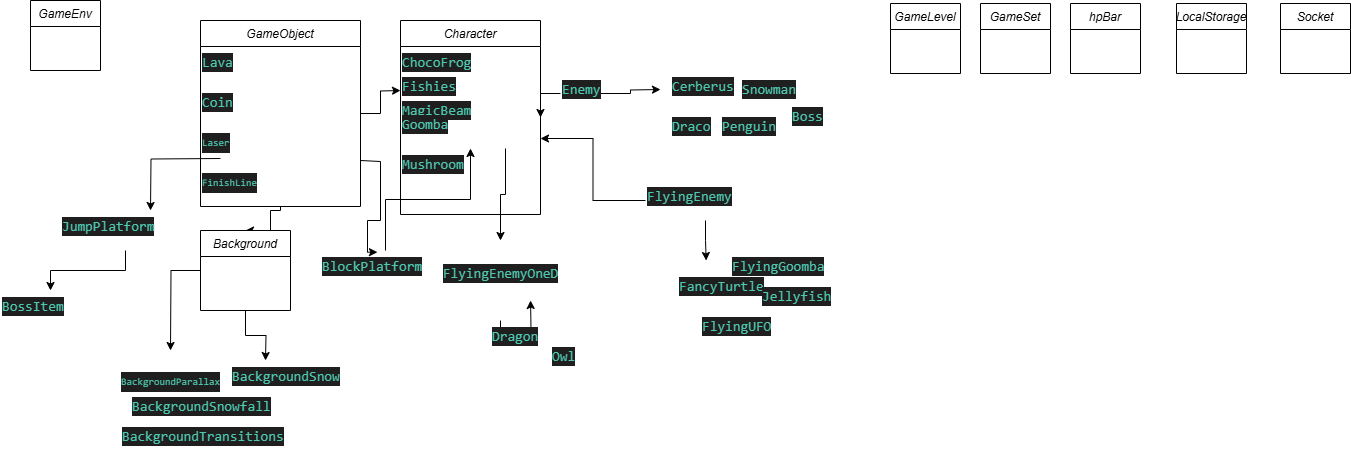 GameEnv
GameObject
Lava
Coin
Laser
FinishLine
Character
ChocoFrog
Fishies
MagicBeam
Goomba
Mushroom
Enemy
Cerberus
Snowman
Draco
Penguin
Boss
GameLevel
GameSet
hpBar
LocalStorage
Socket
JumpPlatform
BossItem
Background
BlockPlatform
FlyingEnemyOneD
FlyingEnemy
FlyingGoomba
FancyTurtle
Jellyfish
FlyingUFO
Dragon
Owl
BackgroundParallax
BackgroundSnow
BackgroundSnowfall
BackgroundTransitions